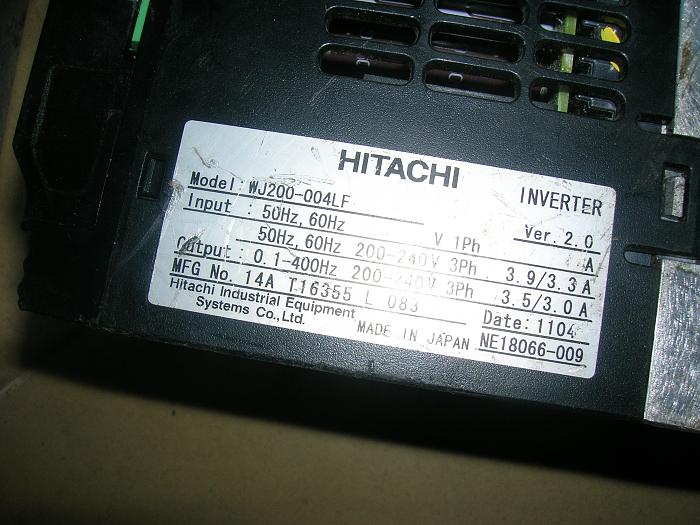 HITACHI
INVERTER
Model: WJ200-004LF Ver. 2.0
Input : 50Hz, 60Hz V 1Ph A
50Hz, 60Hz 200-240V 3Ph 3.9/3.3 A
Output: 0.1-400Hz 200-240V 3Ph 3.5/3.0 A
MFG No. 14A T16355 L 083 Date: 1104
Hitachi Industrial Equipment
Systems Co., Ltd. MADE IN JAPAN NE18066-009